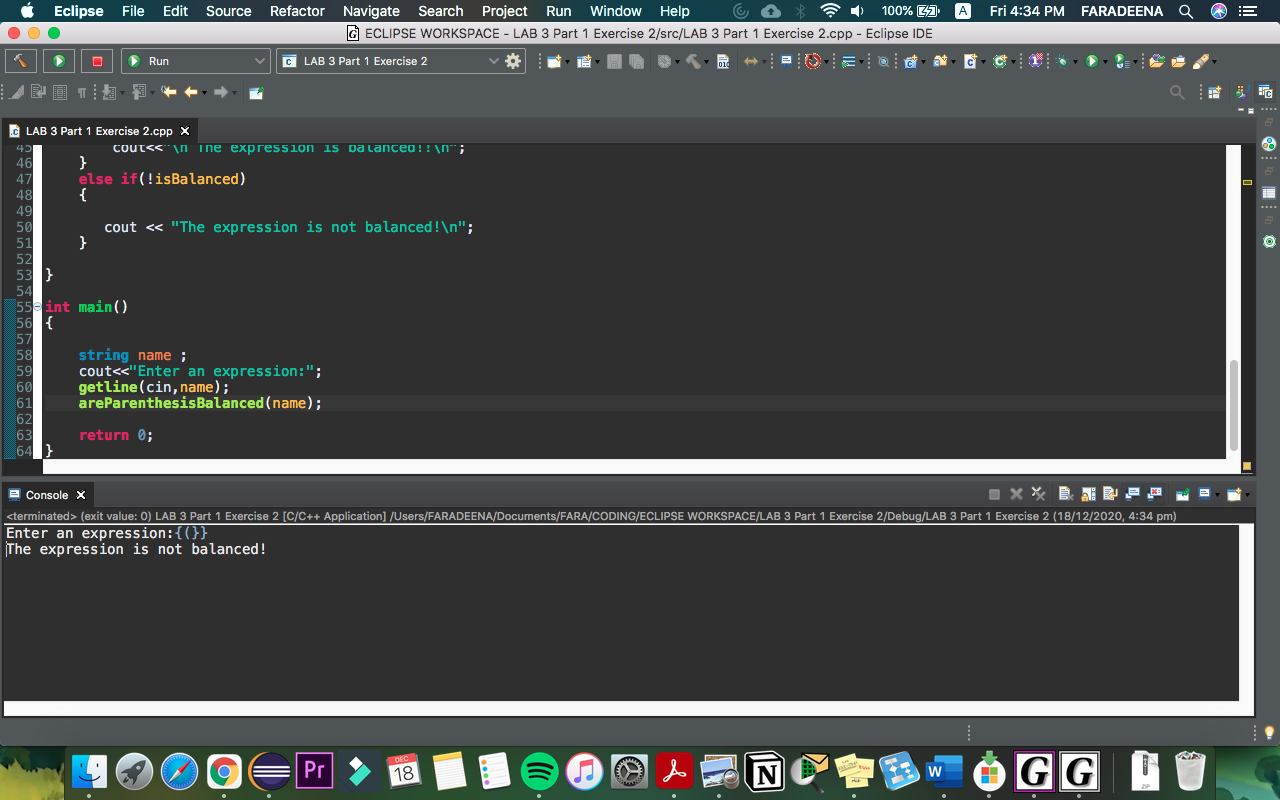 Eclipse File Edit Source Refactor Navigate Search Project Run Window Help 100% A Fri 4:34 PM FARADEENA
ECLIPSE WORKSPACE - LAB 3 Part 1 Exercise 2/src/LAB 3 Part 1 Exercise 2.cpp - Eclipse IDE
Run LAB 3 Part 1 Exercise 2
LAB 3 Part 1 Exercise 2.cpp
45 cout<<"\n The expression is balanced!!\n";
46 }
47 else if(!isBalanced)
48 {
49
50 cout << "The expression is not balanced!\n";
51 }
52
53 }
54
55 int main()
56 {
57
58 string name ;
59 cout<<"Enter an expression:";
60 getline(cin,name);
61 areParenthesisBalanced(name);
62
63 return 0;
64 }
Console
<terminated> (exit value: 0) LAB 3 Part 1 Exercise 2 [C/C++ Application] /Users/FARADEENA/Documents/FARA/CODING/ECLIPSE WORKSPACE/LAB 3 Part 1 Exercise 2/Debug/LAB 3 Part 1 Exercise 2 (18/12/2020, 4:34 pm)
Enter an expression:{(}}
The expression is not balanced!
Pr DEC 18 N W G G ZIP